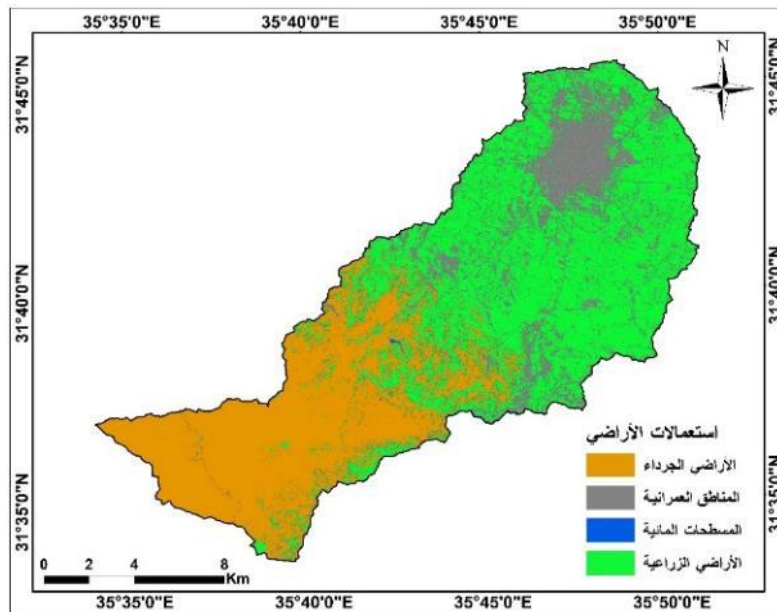 35°35'0"E 35°40'0"E 35°45'0"E 35°50'0"E
N
31°45'0"N 31°45'0"N
31°40'0"N 31°40'0"N
31°35'0"N 31°35'0"N
استعمالات الأراضي
الأراضي الجرداء
المناطق العمرانية
المسطحات المائية
الأراضي الزراعية
0 2 4 8
Km
35°35'0"E 35°40'0"E 35°45'0"E 35°50'0"E